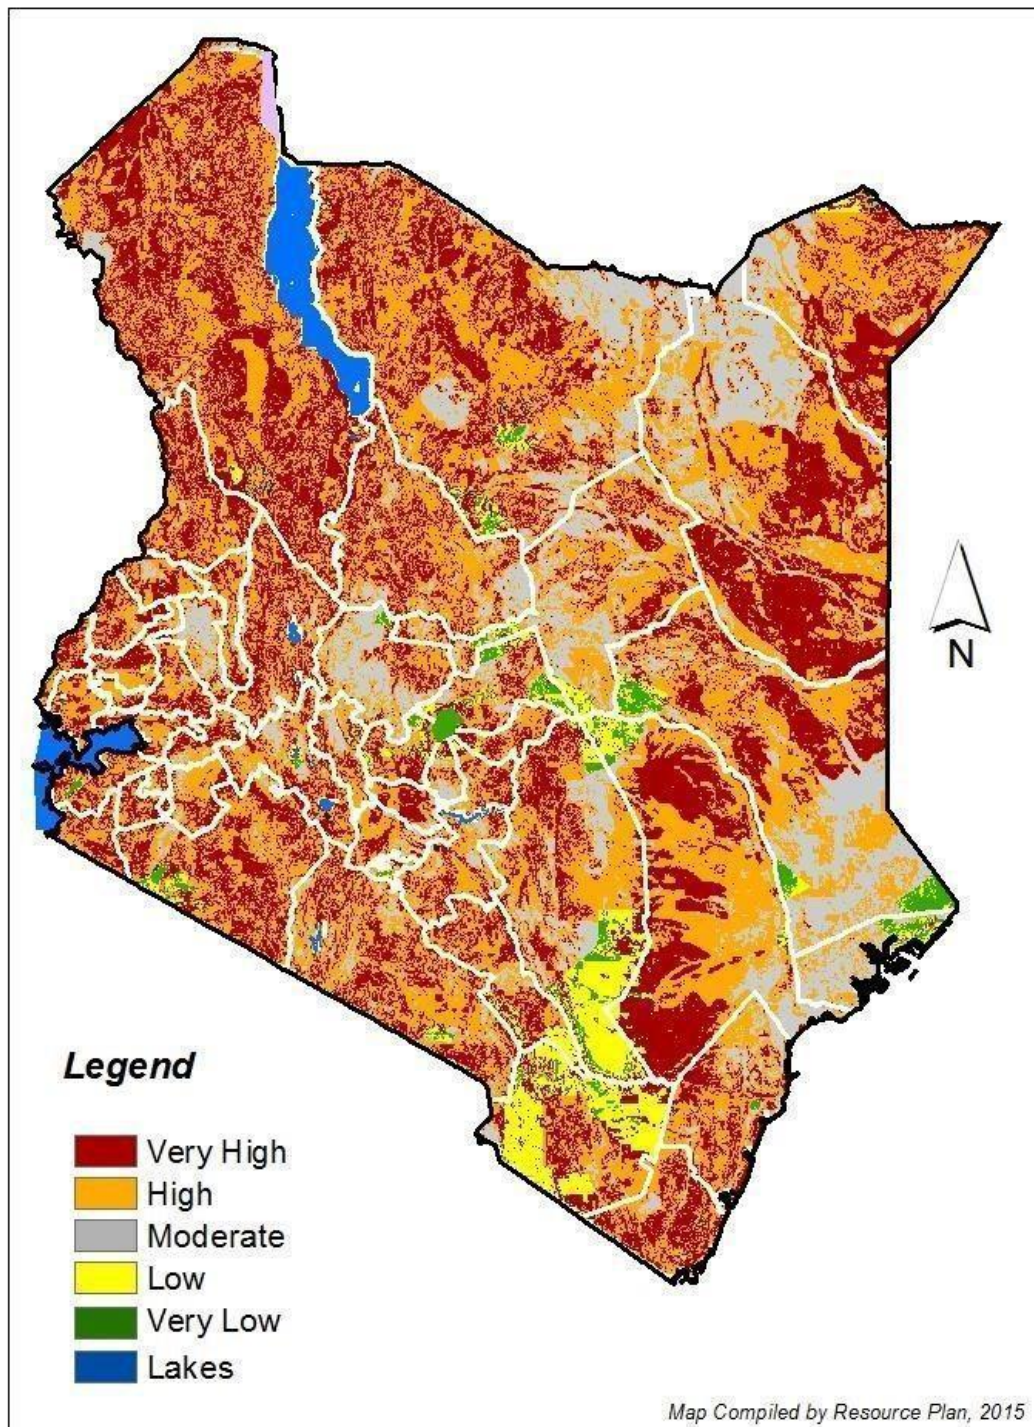 N
Legend
Very High
High
Moderate
Low
Very Low
Lakes
Map Compiled by Resource Plan, 2015